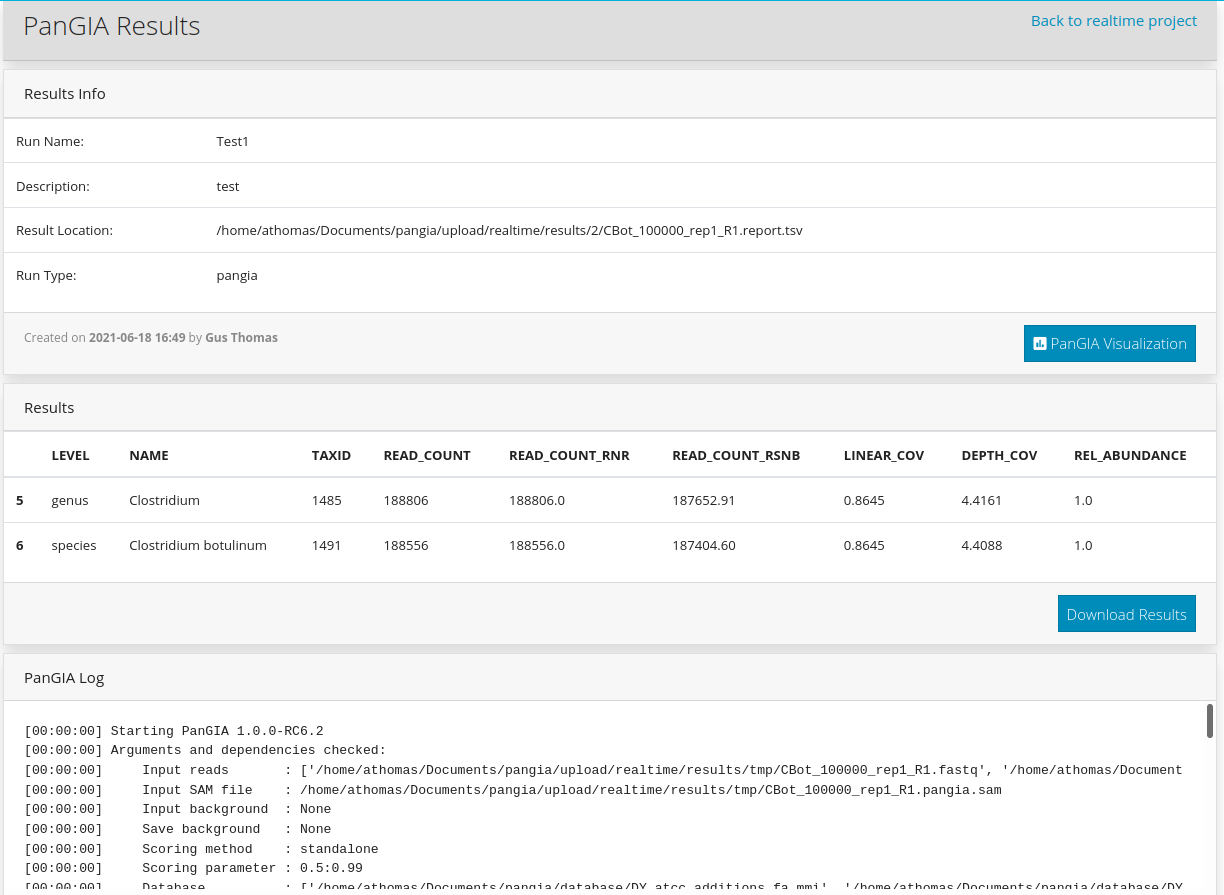 PanGIA Results
Back to realtime project
Results Info
Run Name: Test1
Description: test
Result Location: /home/athomas/Documents/pangia/upload/realtime/results/2/CBot_100000_rep1_R1.report.tsv
Run Type: pangia
Created on 2021-06-18 16:49 by Gus Thomas
PanGIA Visualization
Results
LEVEL NAME TAXID READ_COUNT READ_COUNT_RNR READ_COUNT_RSNB LINEAR_COV DEPTH_COV REL_ABUNDANCE
5 genus Clostridium 1485 188806 188806.0 187652.91 0.8645 4.4161 1.0
6 species Clostridium botulinum 1491 188556 188556.0 187404.60 0.8645 4.4088 1.0
Download Results
PanGIA Log
[00:00:00] Starting PanGIA 1.0.0-RC6.2
[00:00:00] Arguments and dependencies checked:
[00:00:00]     Input reads       : ['/home/athomas/Documents/pangia/upload/realtime/results/tmp/CBot_100000_rep1_R1.fastq', '/home/athomas/Document
[00:00:00]     Input SAM file    : /home/athomas/Documents/pangia/upload/realtime/results/tmp/CBot_100000_rep1_R1.pangia.sam
[00:00:00]     Input background  : None
[00:00:00]     Save background   : None
[00:00:00]     Scoring method    : standalone
[00:00:00]     Scoring parameter : 0.5:0.99
[00:00:00]     Database          : ['/home/athomas/Documents/pangia/database/DY_atcc_additions.fa.mmi', '/home/athomas/Documents/pangia/database/DY